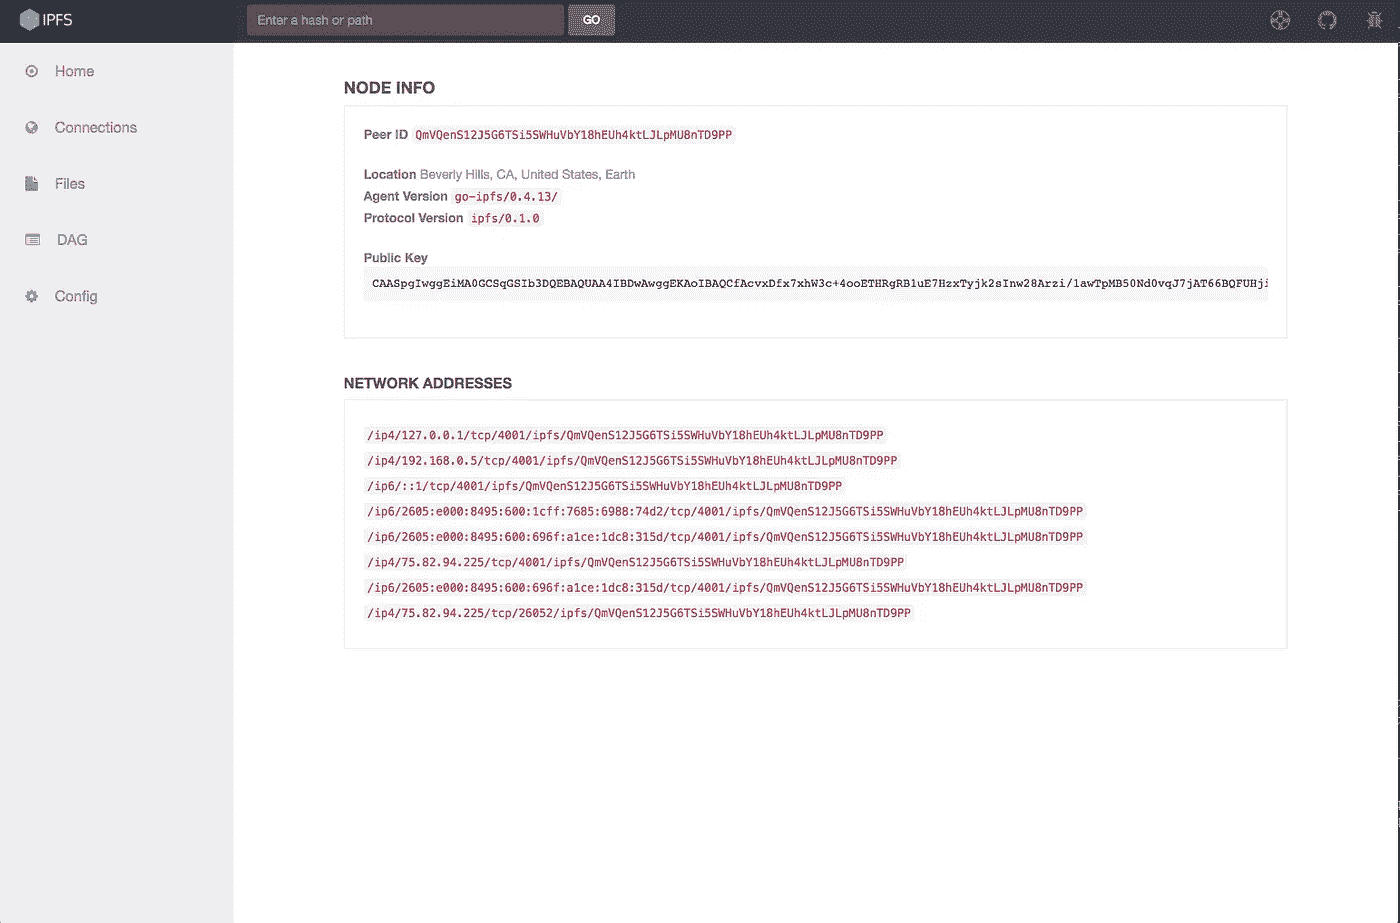 IPFS
Enter a hash or path
GO
Home
Connections
Files
DAG
Config
NODE INFO
Peer ID QmVQenS12J5G6TSi5SWHuVbY18hEUh4ktLJLpMU8nTD9PP
Location Beverly Hills, CA, United States, Earth
Agent Version go-ipfs/0.4.13/
Protocol Version ipfs/0.1.0
Public Key
CAASpgIwggEiMA0GCSqGSIb3DQEBAQUAA4IBDwAwggEKAoIBAQCfAcvxDfx7xhW3c+4ooETHRgRB1uE7HzxTyjk2sInw28Arzi/1awTpMB50Nd0vqJ7jAT66BQFUHji
NETWORK ADDRESSES
/ip4/127.0.0.1/tcp/4001/ipfs/QmVQenS12J5G6TSi5SWHuVbY18hEUh4ktLJLpMU8nTD9PP
/ip4/192.168.0.5/tcp/4001/ipfs/QmVQenS12J5G6TSi5SWHuVbY18hEUh4ktLJLpMU8nTD9PP
/ip6/::1/tcp/4001/ipfs/QmVQenS12J5G6TSi5SWHuVbY18hEUh4ktLJLpMU8nTD9PP
/ip6/2605:e000:8495:600:1cff:7685:6988:74d2/tcp/4001/ipfs/QmVQenS12J5G6TSi5SWHuVbY18hEUh4ktLJLpMU8nTD9PP
/ip6/2605:e000:8495:600:696f:a1ce:1dc8:315d/tcp/4001/ipfs/QmVQenS12J5G6TSi5SWHuVbY18hEUh4ktLJLpMU8nTD9PP
/ip4/75.82.94.225/tcp/4001/ipfs/QmVQenS12J5G6TSi5SWHuVbY18hEUh4ktLJLpMU8nTD9PP
/ip6/2605:e000:8495:600:696f:a1ce:1dc8:315d/tcp/4001/ipfs/QmVQenS12J5G6TSi5SWHuVbY18hEUh4ktLJLpMU8nTD9PP
/ip4/75.82.94.225/tcp/26052/ipfs/QmVQenS12J5G6TSi5SWHuVbY18hEUh4ktLJLpMU8nTD9PP